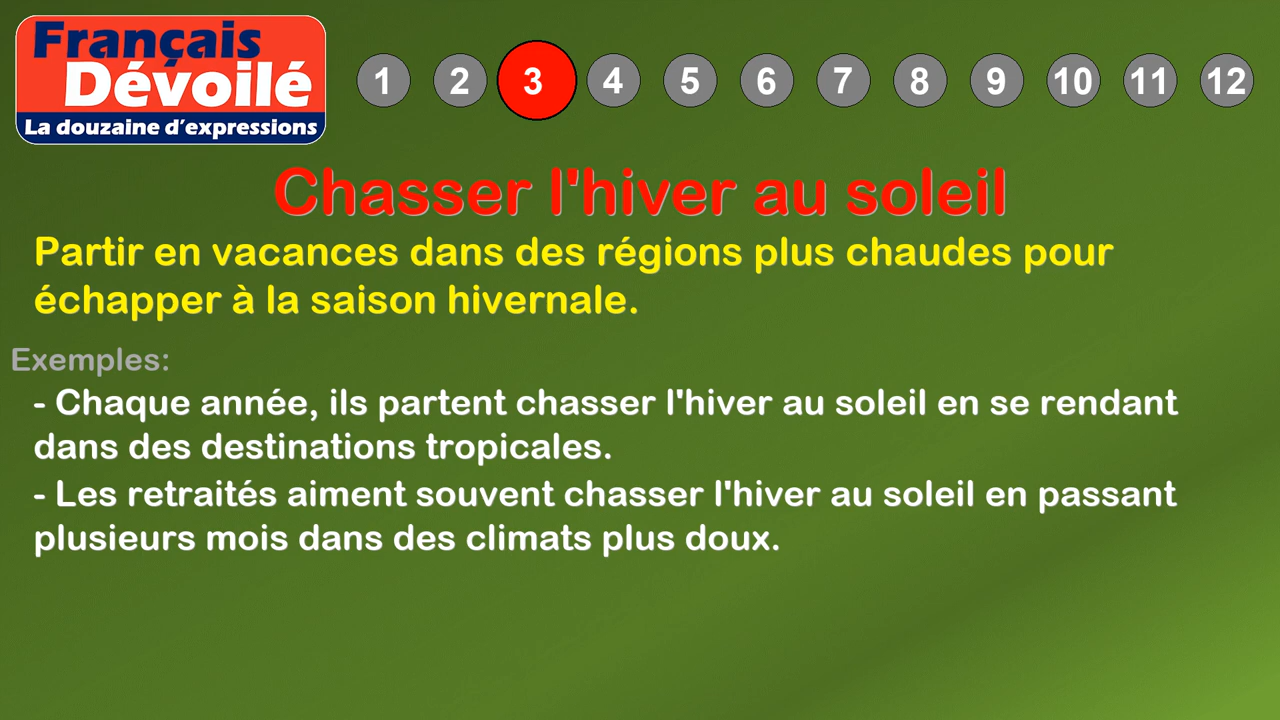 Français
Dévoilé
La douzaine d'expressions
1 2 3 4 5 6 7 8 9 10 11 12
Chasser l'hiver au soleil
Partir en vacances dans des régions plus chaudes pour
échapper à la saison hivernale.
Exemples:
- Chaque année, ils partent chasser l'hiver au soleil en se rendant
dans des destinations tropicales.
- Les retraités aiment souvent chasser l'hiver au soleil en passant
plusieurs mois dans des climats plus doux.